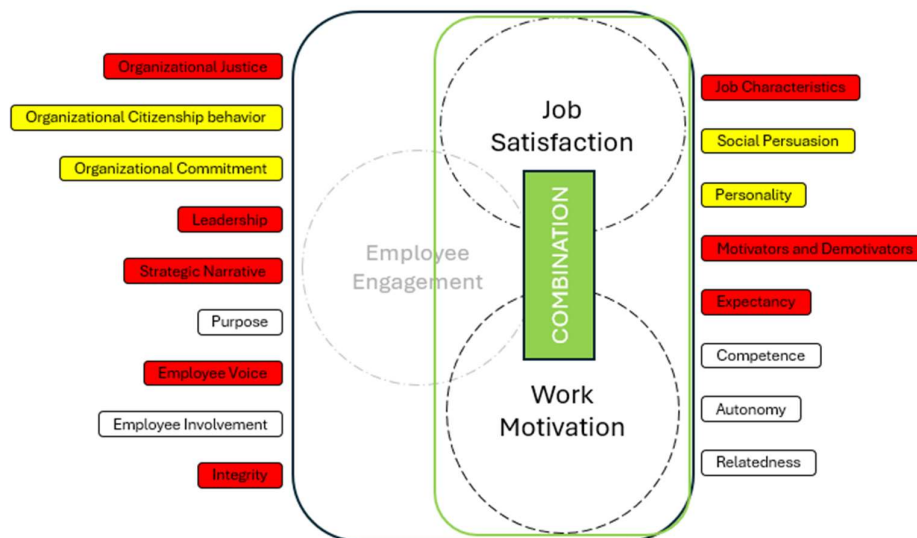 Organizational Justice
Organizational Citizenship behavior
Organizational Commitment
Leadership
Strategic Narrative
Purpose
Employee Voice
Employee Involvement
Integrity
Job
Satisfaction
Employee
Engagement
COMBINATION
Work
Motivation
Job Characteristics
Social Persuasion
Personality
Motivators and Demotivators
Expectancy
Competence
Autonomy
Relatedness